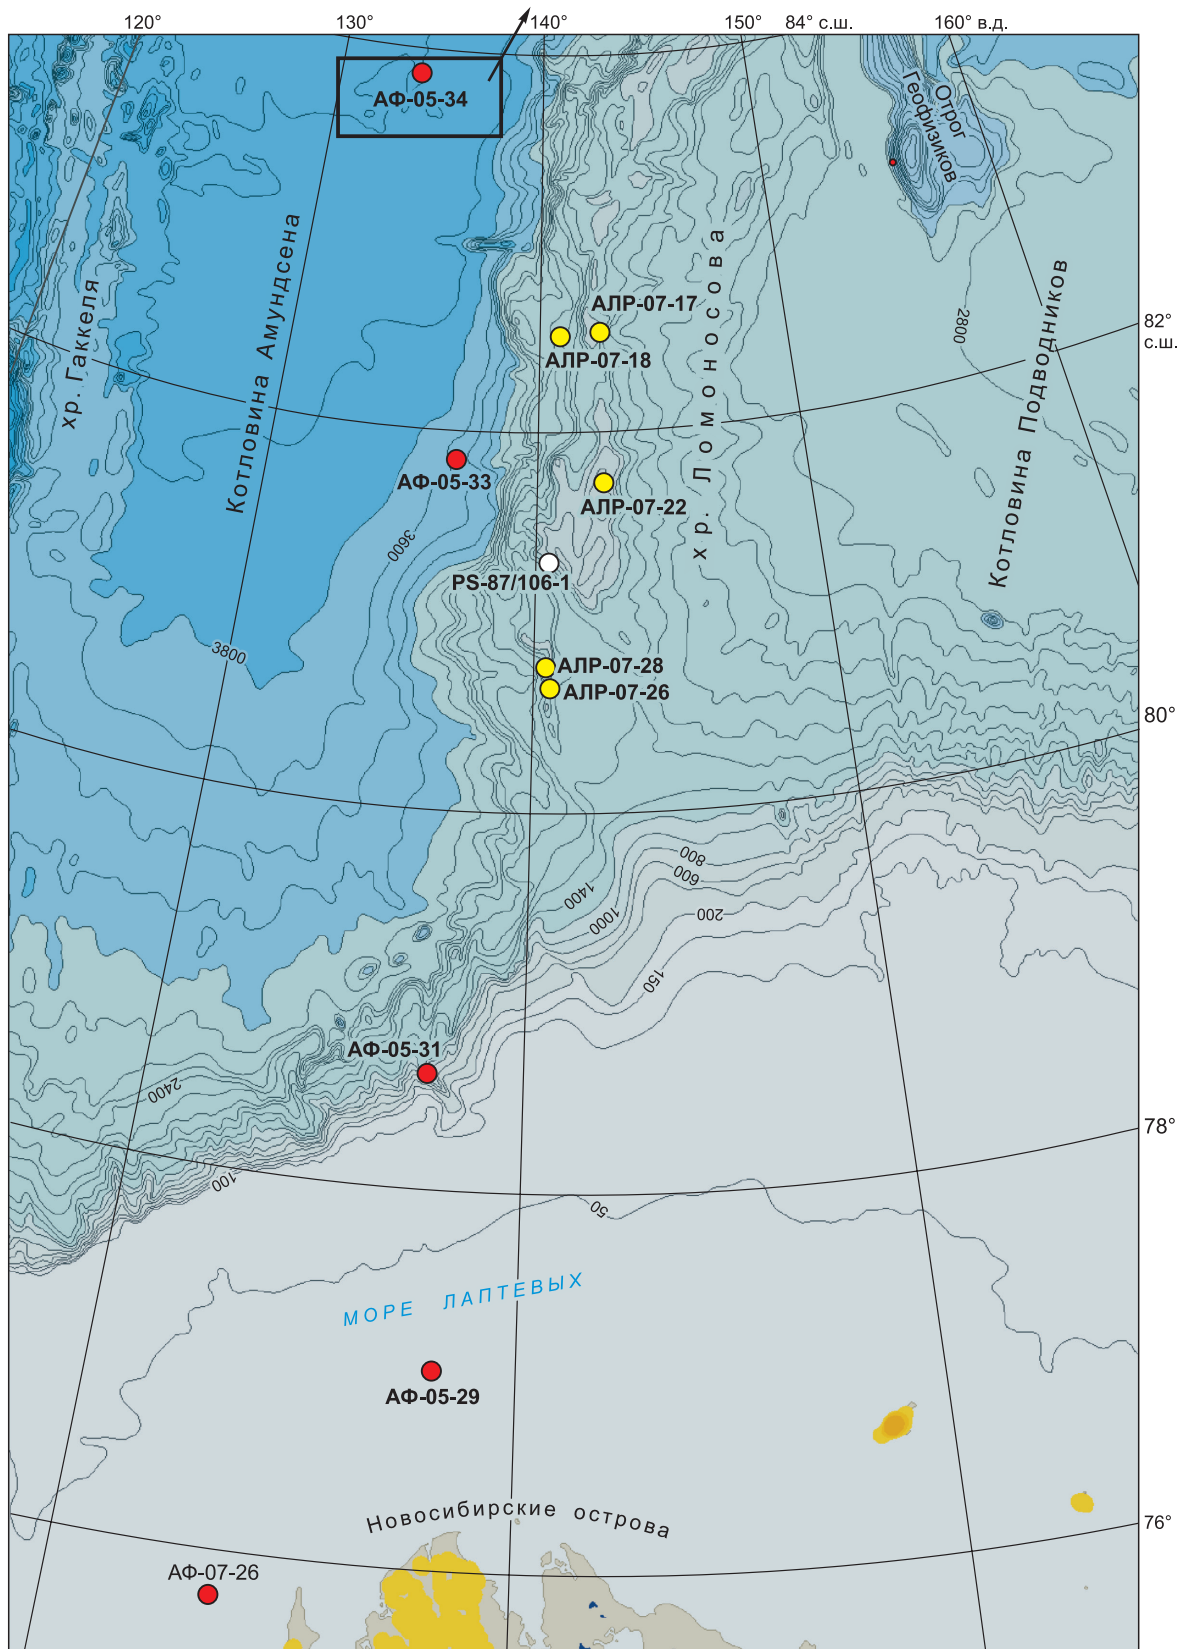 120°
130°
140°
150°
84° с.ш.
160° в.д.
АФ-05-34
Отрог
Геофизиков
хр. Гаккеля
Котловина Амундсена
хр. Ломоносова
Котловина Подводников
2800
82°
с.ш.
АЛР-07-17
АЛР-07-18
АФ-05-33
АЛР-07-22
3600
PS-87/106-1
3800
АЛР-07-28
АЛР-07-26
80°
800
600
1400
200
1000
150
АФ-05-31
2400
78°
100
50
МОРЕ ЛАПТЕВЫХ
АФ-05-29
Новосибирские острова
76°
АФ-07-26